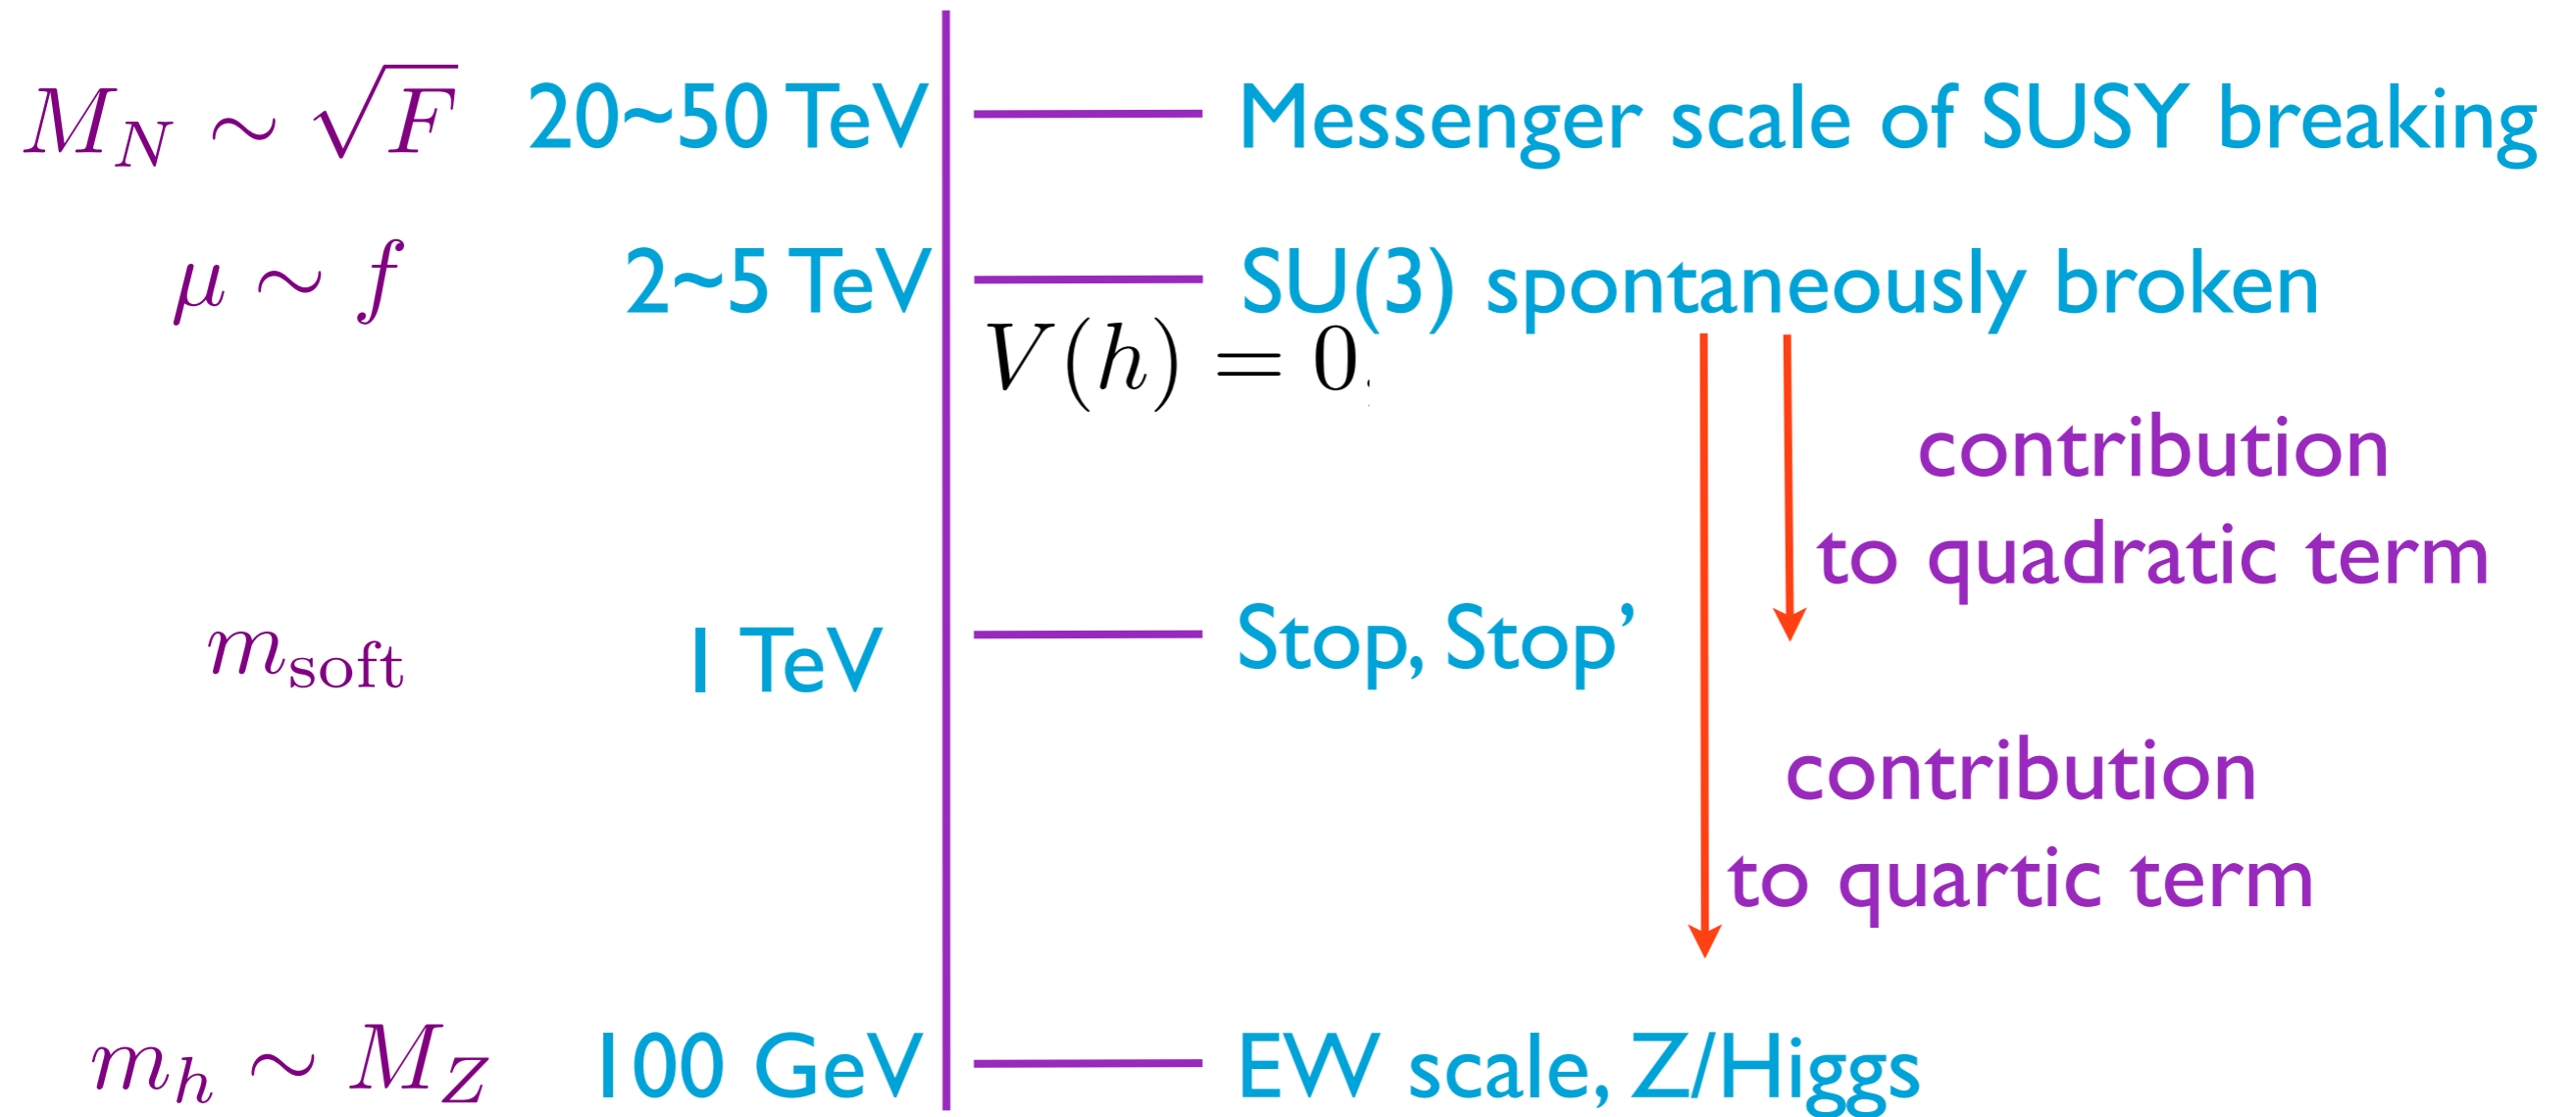 M_N ~ √F 20~50 TeV Messenger scale of SUSY breaking
μ ~ f 2~5 TeV SU(3) spontaneously broken
V(h) = 0
contribution
to quadratic term
m_soft 1 TeV Stop, Stop’
contribution
to quartic term
m_h ~ M_Z 100 GeV EW scale, Z/Higgs